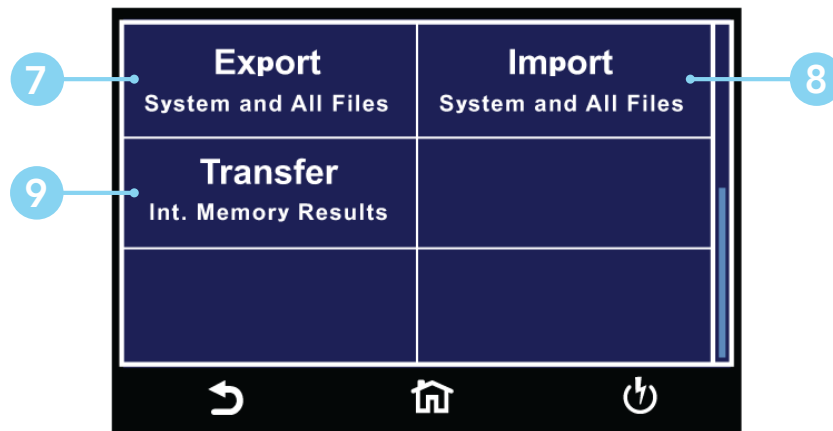 7
Export
System and All Files
Import
System and All Files
8
9
Transfer
Int. Memory Results